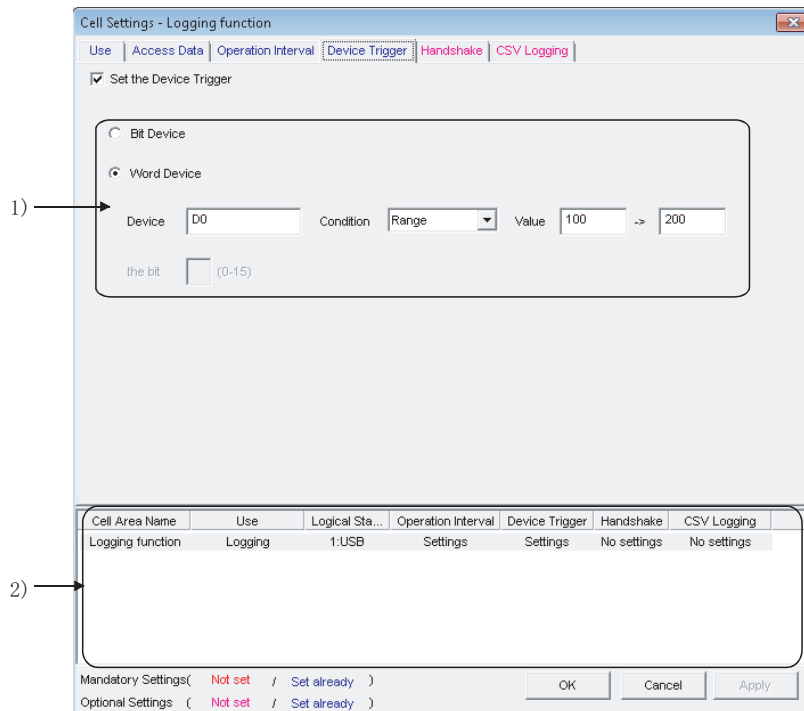 Cell Settings - Logging function
Use Access Data Operation Interval Device Trigger Handshake CSV Logging
Set the Device Trigger
Bit Device
Word Device
1)
Device D0 Condition Range Value 100 -> 200
the bit (0-15)
Cell Area Name Use Logical Sta... Operation Interval Device Trigger Handshake CSV Logging
Logging function Logging 1:USB Settings Settings No settings No settings
2)
Mandatory Settings( Not set / Set already )
OK Cancel Apply
Optional Settings ( Not set / Set already )